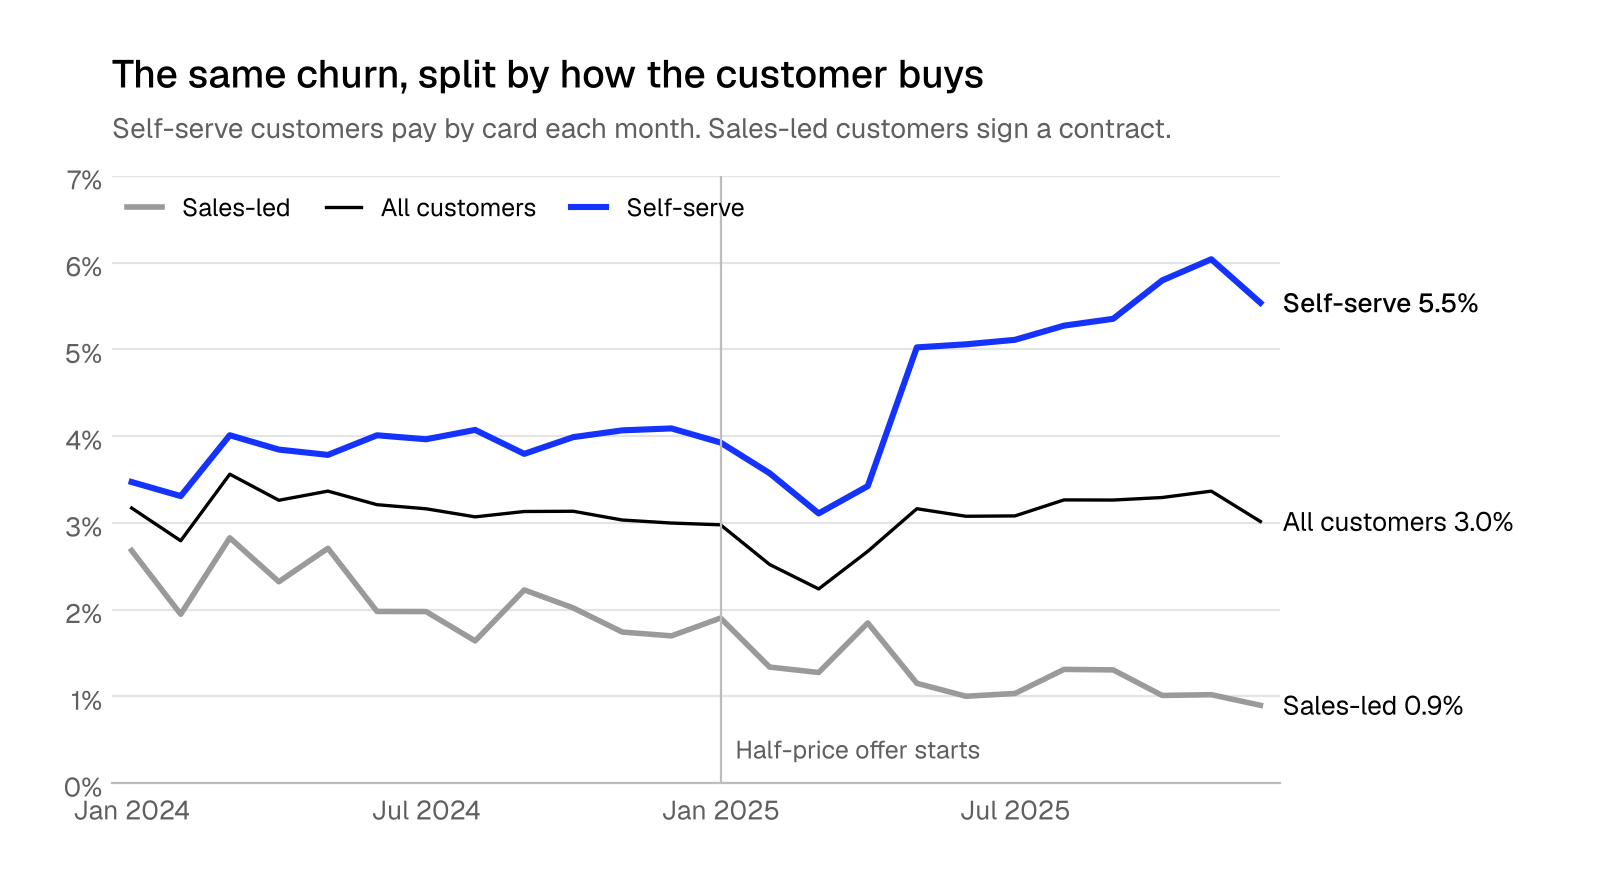 The same churn, split by how the customer buys
Self-serve customers pay by card each month. Sales-led customers sign a contract.
7%
Sales-led
All customers
Self-serve
6%
Self-serve 5.5%
5%
4%
3%
All customers 3.0%
2%
1%
Sales-led 0.9%
Half-price offer starts
0%
Jan 2024
Jul 2024
Jan 2025
Jul 2025